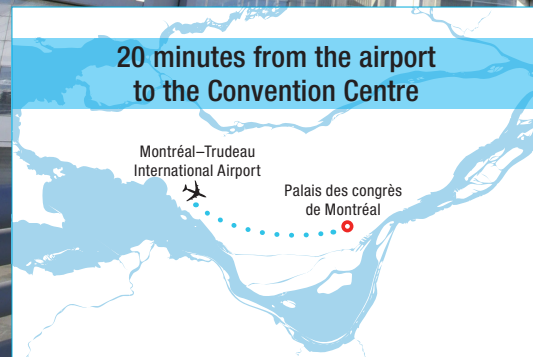 20 minutes from the airport
to the Convention Centre
Montréal–Trudeau
International Airport
Palais des congrès
de Montréal